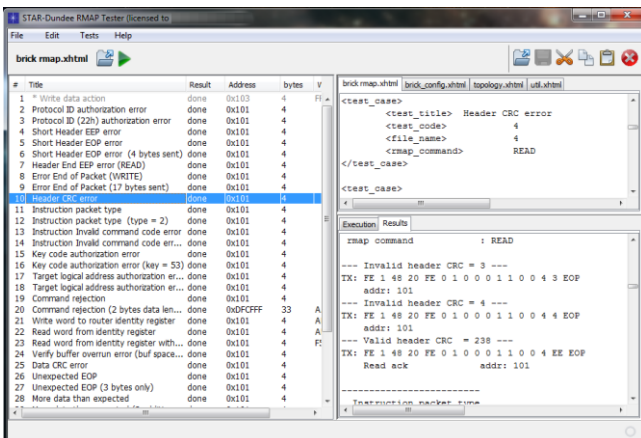 STAR-Dundee RMAP Tester (licensed to
File Edit Tests Help
brick rmap.xhtml
# Title Result Address bytes
1 * Write data action done 0x103 4
2 Protocol ID authorization error done 0x101 4
3 Protocol ID (22h) authorization error done 0x101 4
4 Short Header EEP error done 0x101 4
5 Short Header EOP error done 0x101 4
6 Short Header EOP error (4 bytes sent) done 0x101 4
7 Header End EEP error (READ) done 0x101 4
8 Error End of Packet (WRITE) done 0x101 4
9 Error End of Packet (17 bytes sent) done 0x101 4
10 Header CRC error done 0x101 4
11 Instruction packet type done 0x101 4
12 Instruction packet type (type = 2) done 0x101 4
13 Instruction Invalid command code error done 0x101 4
14 Instruction Invalid command code err... done 0x101 4
15 Key code authorization error done 0x101 4
16 Key code authorization error (key = 53) done 0x101 4
17 Target logical address authorization er... done 0x101 4
18 Target logical address authorization er... done 0x101 4
19 Command rejection done 0x101 4
20 Command rejection (2 bytes data len... done 0xDFCFFF 33 A
21 Write word to router identity register done 0x101 4 A
22 Read word from identity register done 0x101 4 A
23 Read word from identity register with... done 0x101 4
24 Verify buffer overrun error (buf space... done 0x101 4
25 Data CRC error done 0x101 4
26 Unexpected EOP done 0x101 4
27 Unexpected EOP (3 bytes only) done 0x101 4
28 More data than expected done 0x101 4
brick rmap.xhtml brick_config.xhtml topology.xhtml util.xhtml
<test_case>
<test_title> Header CRC error
<test_code> 4
<file_name> 4
<rmap_command> READ
</test_case>
<test_case>
Execution Results
rmap command : READ
--- Invalid header CRC = 3 ---
TX: FE 1 48 20 FE 0 1 0 0 0 1 1 0 0 4 3 EOP
addr: 101
--- Invalid header CRC = 4 ---
TX: FE 1 48 20 FE 0 1 0 0 0 1 1 0 0 4 4 EOP
addr: 101
--- Valid header CRC = 238 ---
TX: FE 1 48 20 FE 0 1 0 0 0 1 1 0 0 4 EE EOP
Read ack addr: 101
-------------------------
Instruction packet type